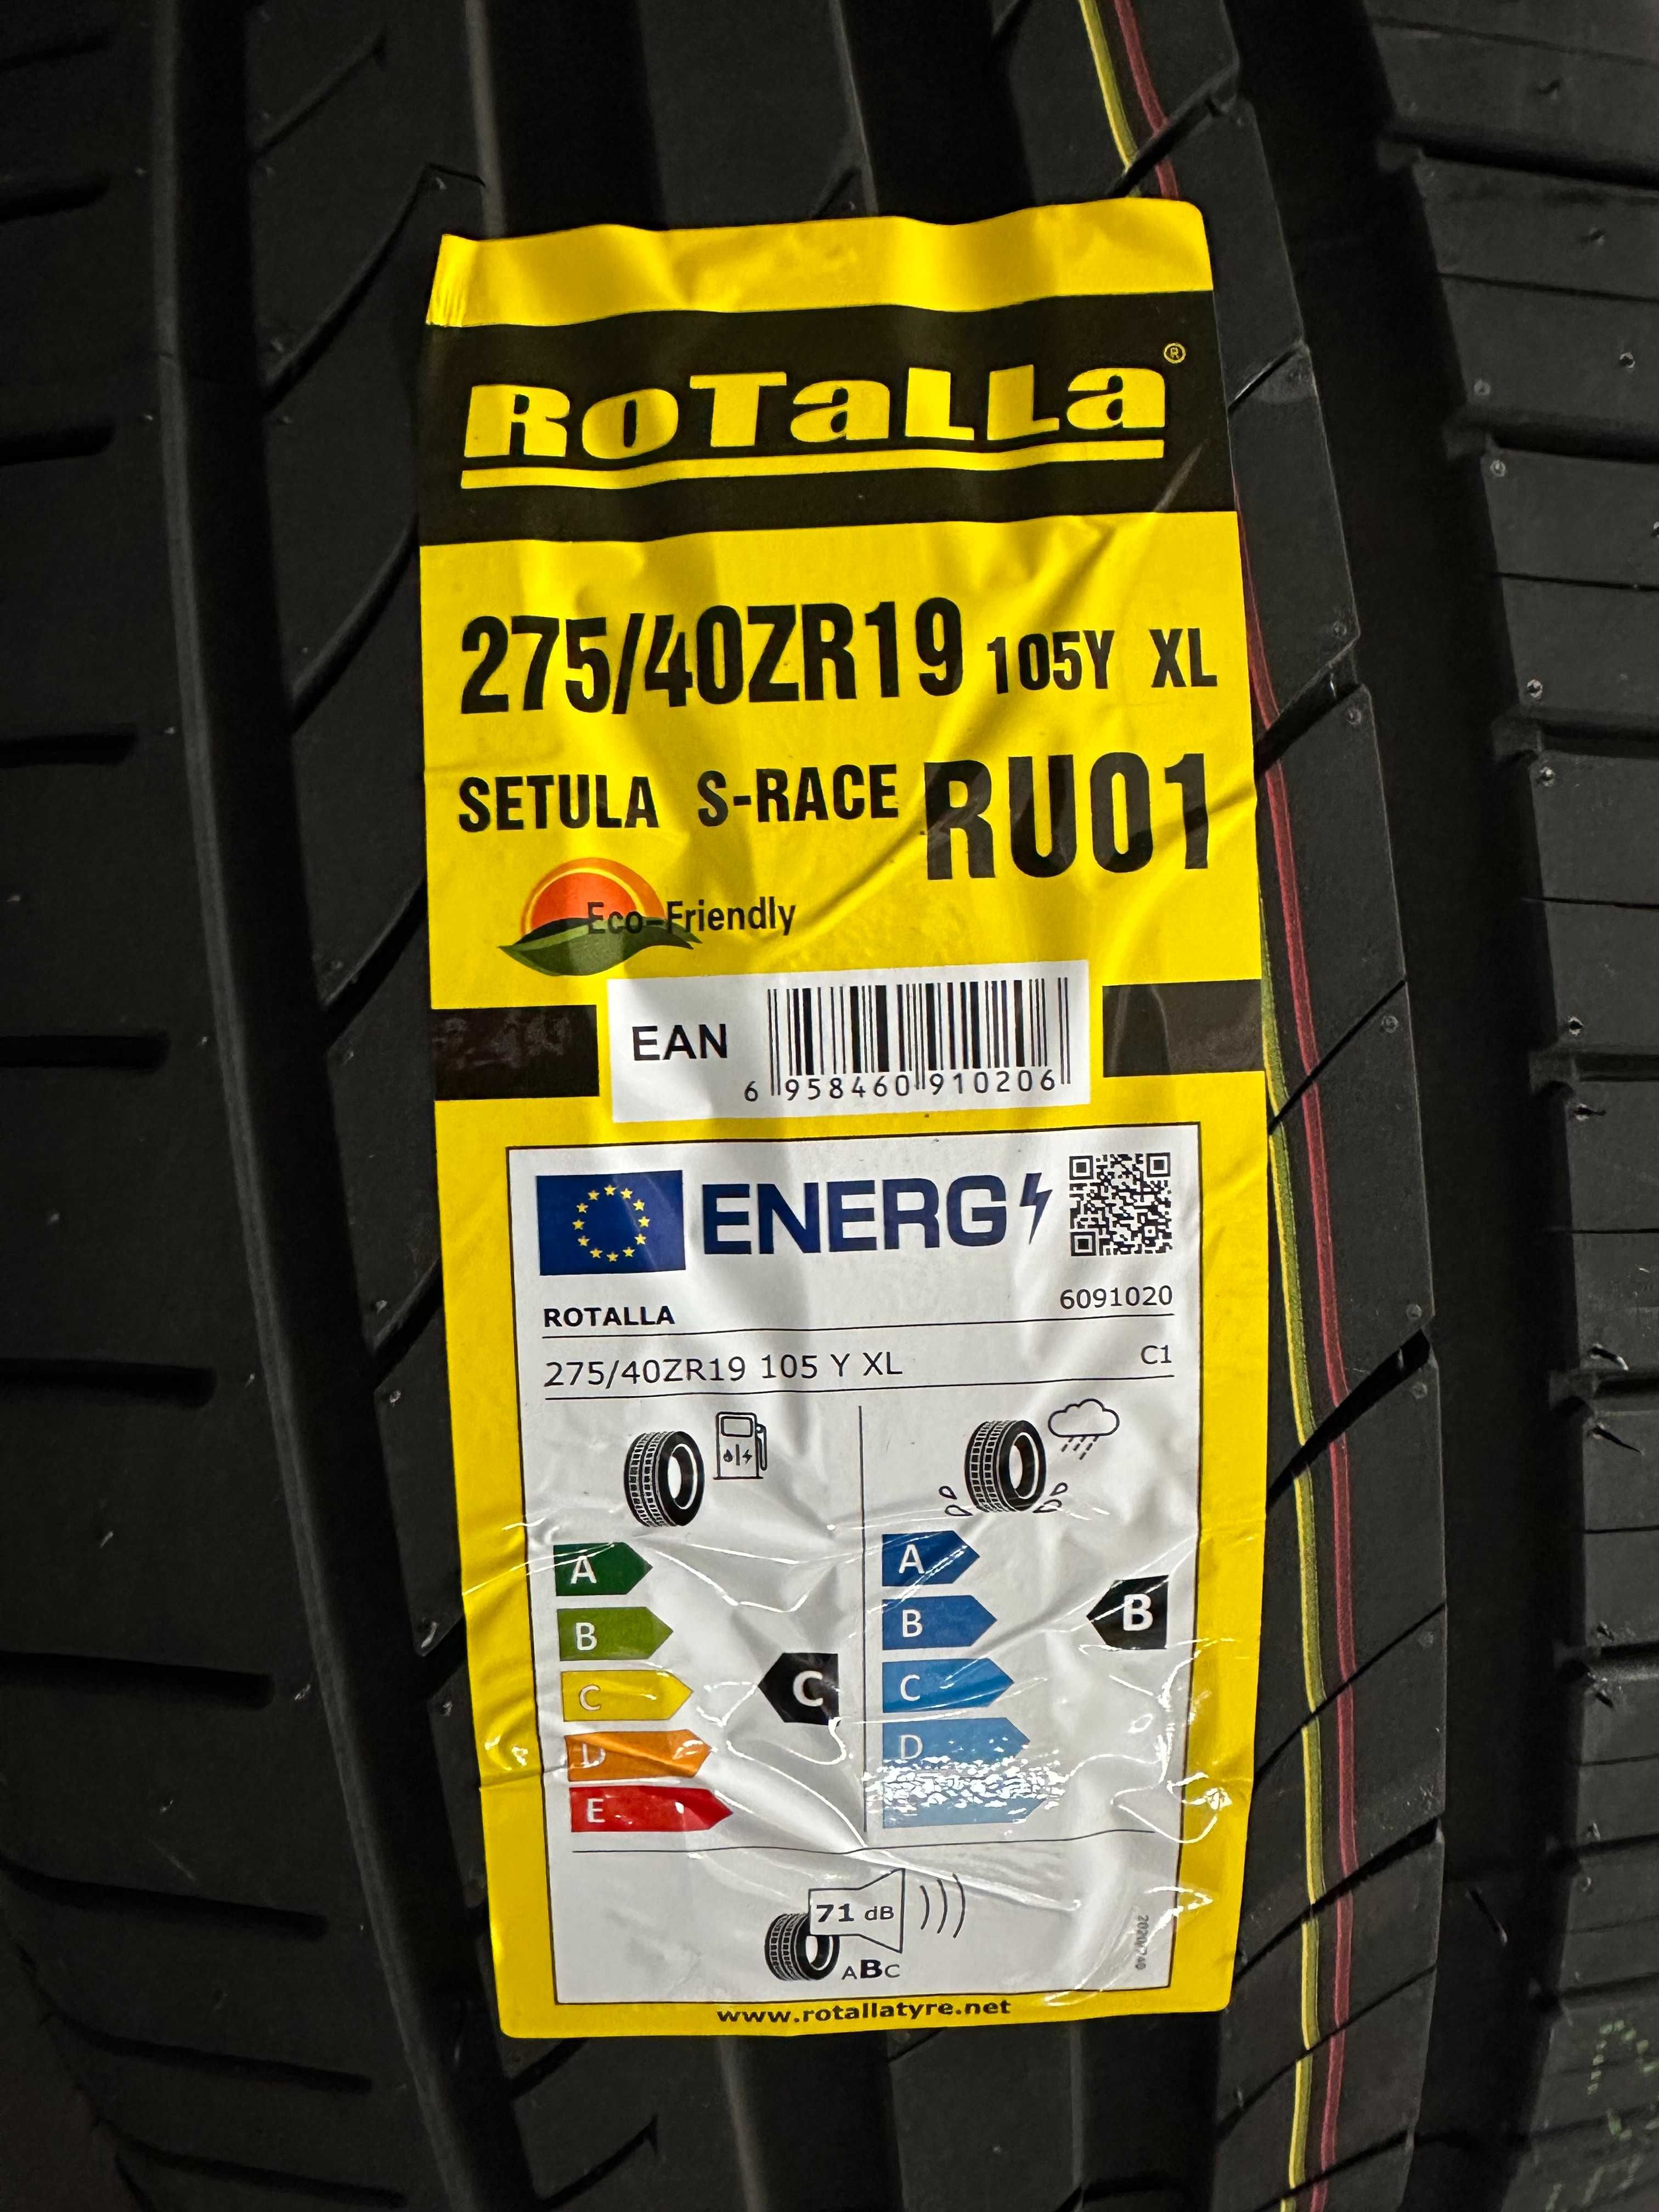 RoTaLLa®
275/40ZR19 105Y XL
SETULA S-RACE RU01
Eco-Friendly
EAN
6 958460 910206
ENERG
ROTALLA 6091020
275/40ZR19 105 Y XL C1
A A
B B B
C C C
D D
E
71 dB
ABC
2020/740
www.rotallatyre.net